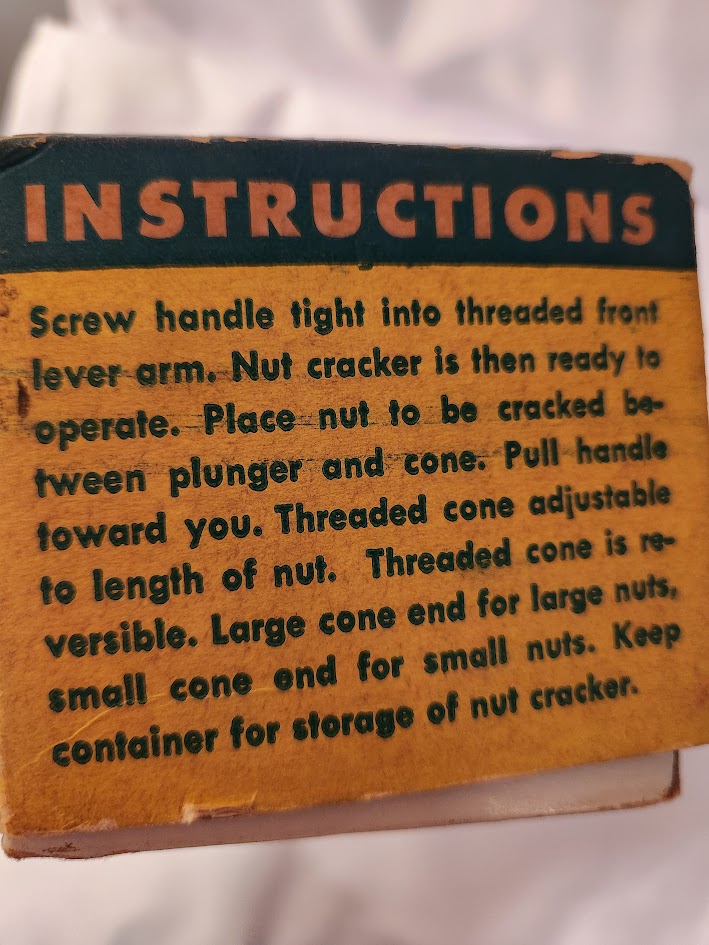 INSTRUCTIONS
Screw handle tight into threaded front
lever arm. Nut cracker is then ready to
operate. Place nut to be cracked be-
tween plunger and cone. Pull handle
toward you. Threaded cone adjustable
to length of nut. Threaded cone is re-
versible. Large cone end for large nuts,
small cone end for small nuts. Keep
container for storage of nut cracker.